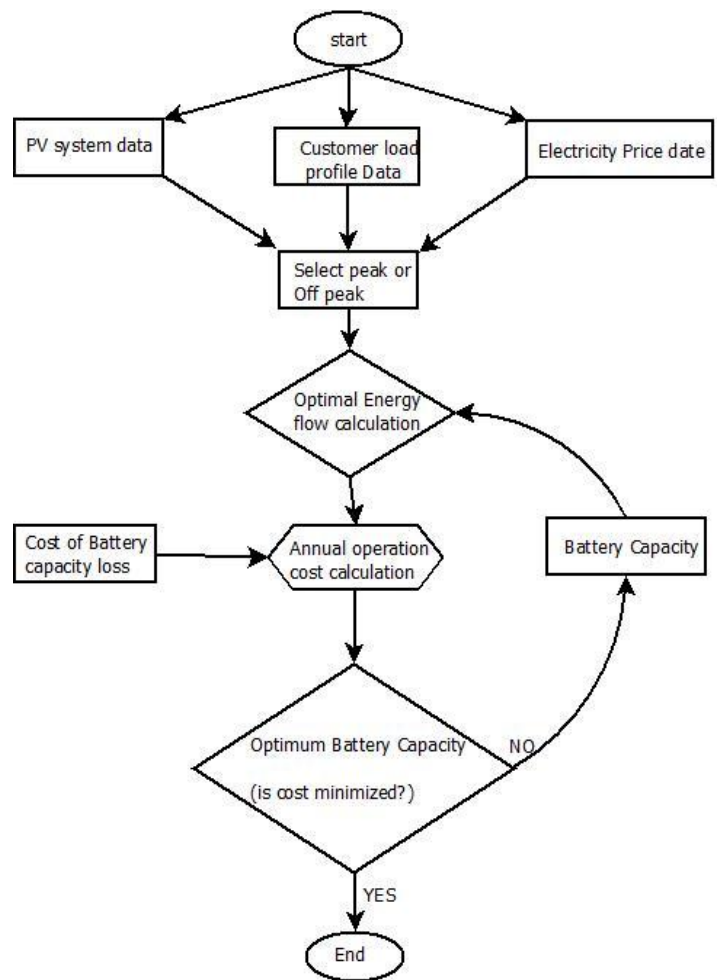 start
PV system data
Customer load
profile Data
Electricity Price date
Select peak or
Off peak
Optimal Energy
flow calculation
Cost of Battery
capacity loss
Annual operation
cost calculation
Battery Capacity
Optimum Battery Capacity
NO
(is cost minimized?)
YES
End